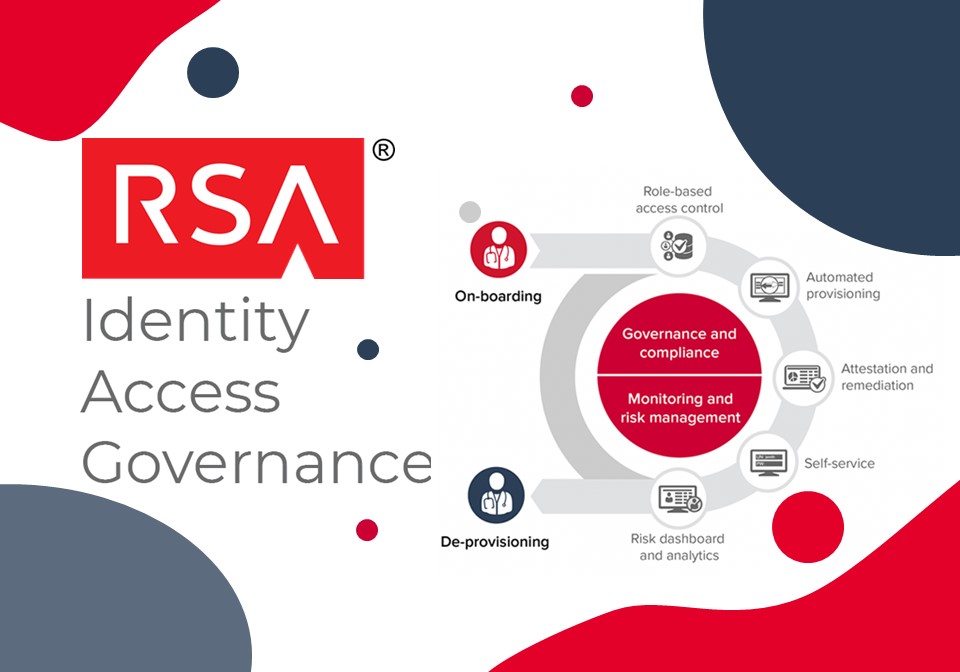 RSA®
Identity
Access
Governance
Role-based
access control
On-boarding
Automated
provisioning
Governance and
compliance
Attestation and
remediation
Monitoring and
risk management
Self-service
De-provisioning
Risk dashboard
and analytics